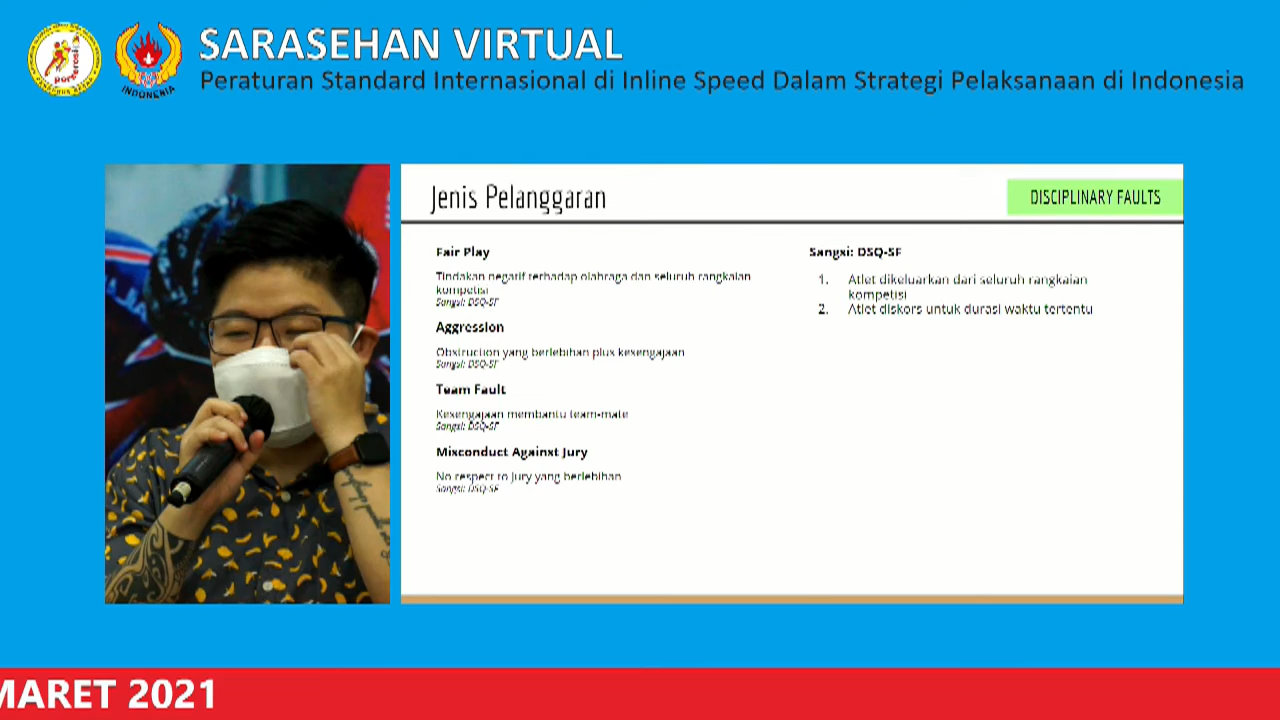 SARASEHAN VIRTUAL
Peraturan Standard Internasional di Inline Speed Dalam Strategi Pelaksanaan di Indonesia
porserosi
INDONESIA
Jenis Pelanggaran
DISCIPLINARY FAULTS
Fair Play
Tindakan negatif terhadap olahraga dan seluruh rangkaian
kompetisi
Sangsi: DSQ-SF
Aggression
Obstruction yang berlebihan plus kesengajaan
Sangsi: DSQ-SF
Team Fault
Kesengajaan membantu team-mate
Sangsi: DSQ-SF
Misconduct Against Jury
No respect to Jury yang berlebihan
Sangsi: DSQ-SF
Sangsi: DSQ-SF
1. Atlet dikeluarkan dari seluruh rangkaian
kompetisi
2. Atlet diskors untuk durasi waktu tertentu
MARET 2021